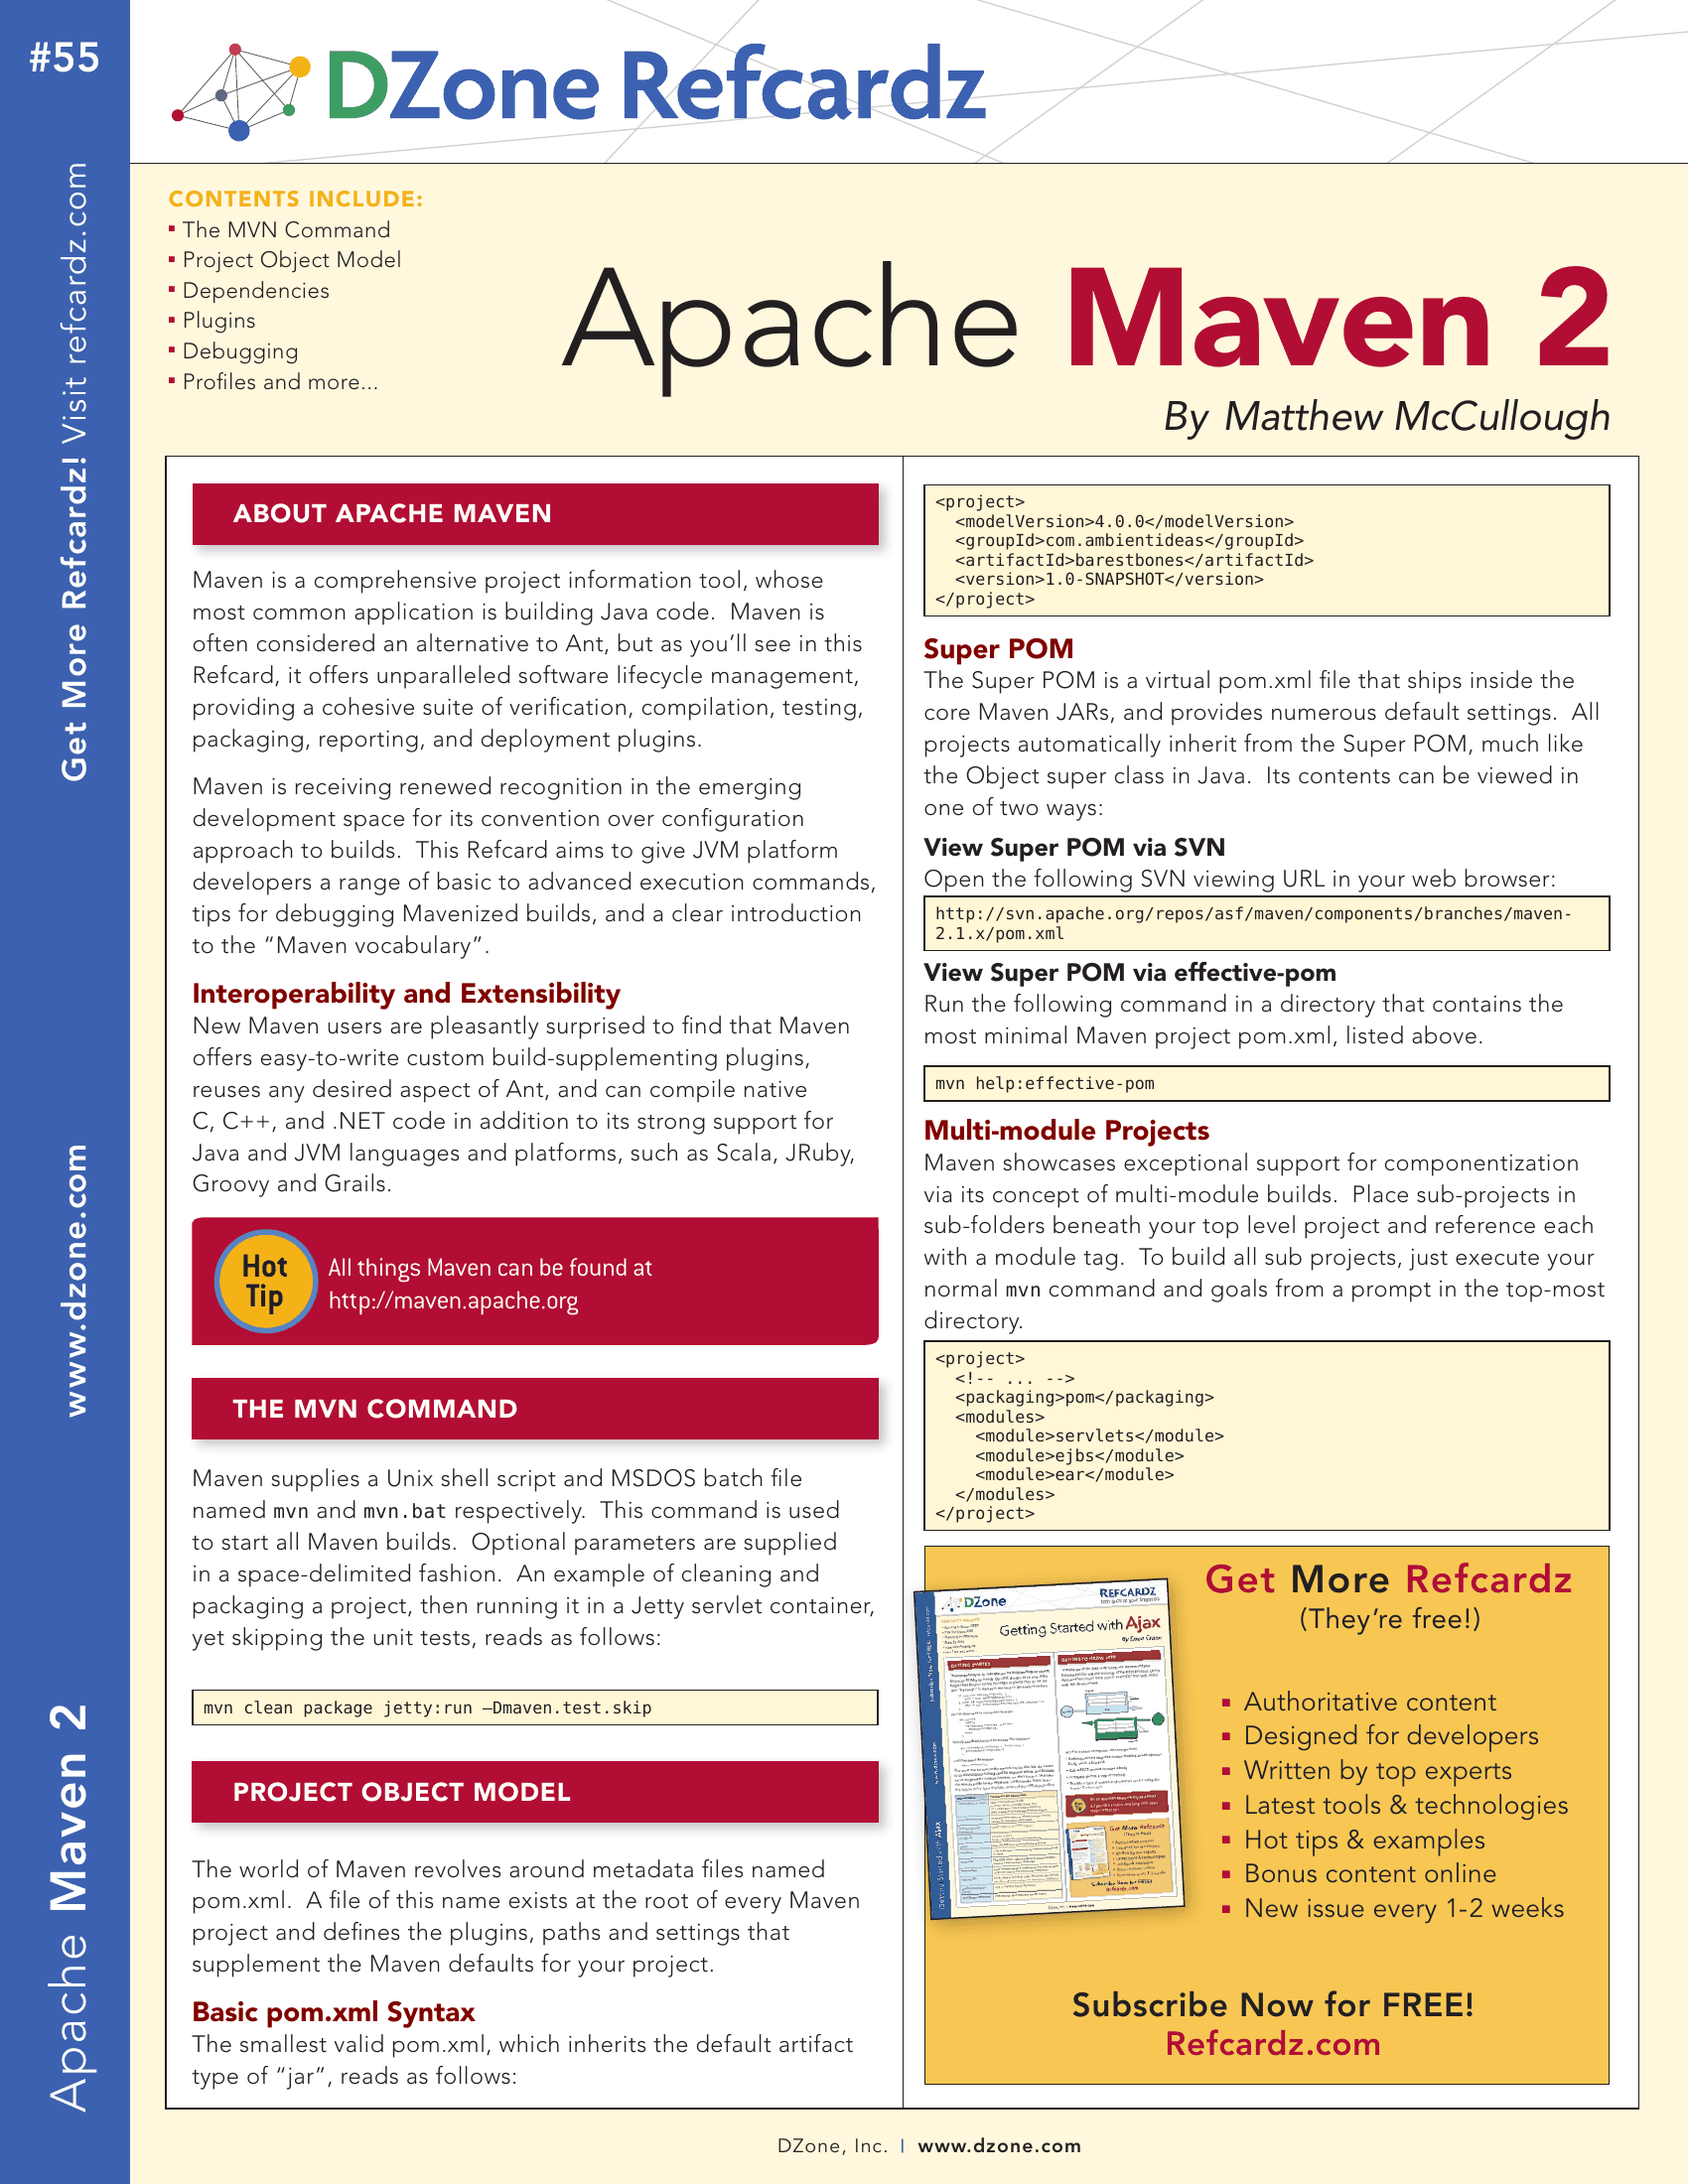 #55
Get More Refcardz! Visit refcardz.com
www.dzone.com
Apache Maven 2
DZone Refcardz
CONTENTS INCLUDE:
▪ The MVN Command
▪ Project Object Model
▪ Dependencies
▪ Plugins
▪ Debugging
▪ Profiles and more...
Apache Maven 2
By Matthew McCullough
ABOUT APACHE MAVEN
Maven is a comprehensive project information tool, whose
most common application is building Java code.  Maven is
often considered an alternative to Ant, but as you’ll see in this
Refcard, it offers unparalleled software lifecycle management,
providing a cohesive suite of verification, compilation, testing,
packaging, reporting, and deployment plugins.
Maven is receiving renewed recognition in the emerging
development space for its convention over configuration
approach to builds.  This Refcard aims to give JVM platform
developers a range of basic to advanced execution commands,
tips for debugging Mavenized builds, and a clear introduction
to the “Maven vocabulary”.
Interoperability and Extensibility
New Maven users are pleasantly surprised to find that Maven
offers easy-to-write custom build-supplementing plugins,
reuses any desired aspect of Ant, and can compile native
C, C++, and .NET code in addition to its strong support for
Java and JVM languages and platforms, such as Scala, JRuby,
Groovy and Grails.
Hot
Tip
All things Maven can be found at
http://maven.apache.org
THE MVN COMMAND
Maven supplies a Unix shell script and MSDOS batch file
named mvn and mvn.bat respectively.  This command is used
to start all Maven builds.  Optional parameters are supplied
in a space-delimited fashion.  An example of cleaning and
packaging a project, then running it in a Jetty servlet container,
yet skipping the unit tests, reads as follows:
mvn clean package jetty:run –Dmaven.test.skip
PROJECT OBJECT MODEL
The world of Maven revolves around metadata files named
pom.xml.  A file of this name exists at the root of every Maven
project and defines the plugins, paths and settings that
supplement the Maven defaults for your project.
Basic pom.xml Syntax
The smallest valid pom.xml, which inherits the default artifact
type of “jar”, reads as follows:
<project>
  <modelVersion>4.0.0</modelVersion>
  <groupId>com.ambientideas</groupId>
  <artifactId>barestbones</artifactId>
  <version>1.0-SNAPSHOT</version>
</project>
Super POM
The Super POM is a virtual pom.xml file that ships inside the
core Maven JARs, and provides numerous default settings.  All
projects automatically inherit from the Super POM, much like
the Object super class in Java.  Its contents can be viewed in
one of two ways:
View Super POM via SVN
Open the following SVN viewing URL in your web browser:
http://svn.apache.org/repos/asf/maven/components/branches/maven-
2.1.x/pom.xml
View Super POM via effective-pom
Run the following command in a directory that contains the
most minimal Maven project pom.xml, listed above.
mvn help:effective-pom
Multi-module Projects
Maven showcases exceptional support for componentization
via its concept of multi-module builds.  Place sub-projects in
sub-folders beneath your top level project and reference each
with a module tag.  To build all sub projects, just execute your
normal mvn command and goals from a prompt in the top-most
directory.
<project>
  <!-- ... -->
  <packaging>pom</packaging>
  <modules>
    <module>servlets</module>
    <module>ejbs</module>
    <module>ear</module>
  </modules>
</project>
DZone
REFCARDZ
Getting Started with Ajax
Get More Refcardz
(They’re free!)
▪ Authoritative content
▪ Designed for developers
▪ Written by top experts
▪ Latest tools & technologies
▪ Hot tips & examples
▪ Bonus content online
▪ New issue every 1-2 weeks
Subscribe Now for FREE!
Refcardz.com
DZone, Inc. | www.dzone.com